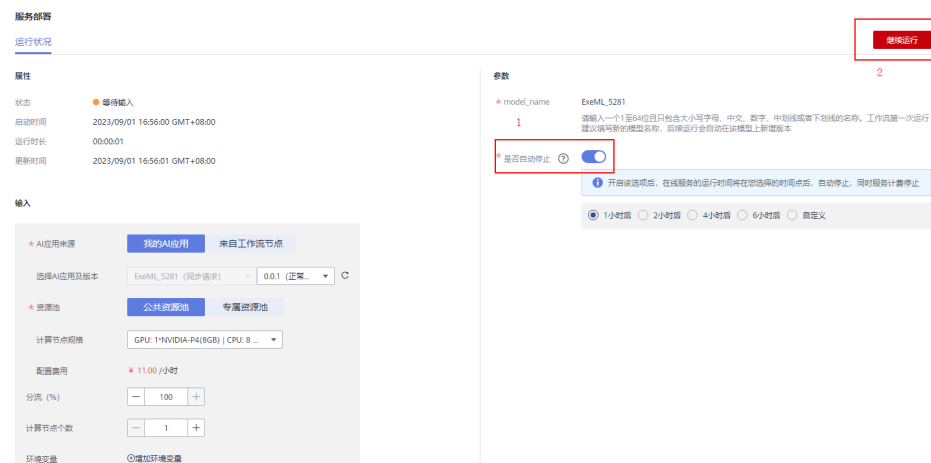 服务部署
运行状况
继续运行
2
属性
状态
等待输入
启动时间
2023/09/01 16:56:00 GMT+08:00
运行时长
00:00:01
更新时间
2023/09/01 16:56:01 GMT+08:00
输入
* AI应用来源
我的AI应用
来自工作流节点
选择AI应用及版本
ExeML_5281 (同步请求)
0.0.1 (正常...
* 资源池
公共资源池
专属资源池
计算节点规格
GPU: 1*NVIDIA-P4(8GB) | CPU: 8 ...
配置费用
¥ 11.00 /小时
分流 (%)
100
计算节点个数
1
环境变量
增加环境变量
参数
* model_name
ExeML_5281
1
请输入一个1至64位且只包含大小写字母、中文、数字、中划线或者下划线的名称。工作流第一次运行
建议填写新的模型名称，后续运行会自动在该模型上新增版本
* 是否自动停止
开启该选项后，在线服务的运行时间将在您选择的时间点后，自动停止，同时服务计费停止
1小时后
2小时后
4小时后
6小时后
自定义